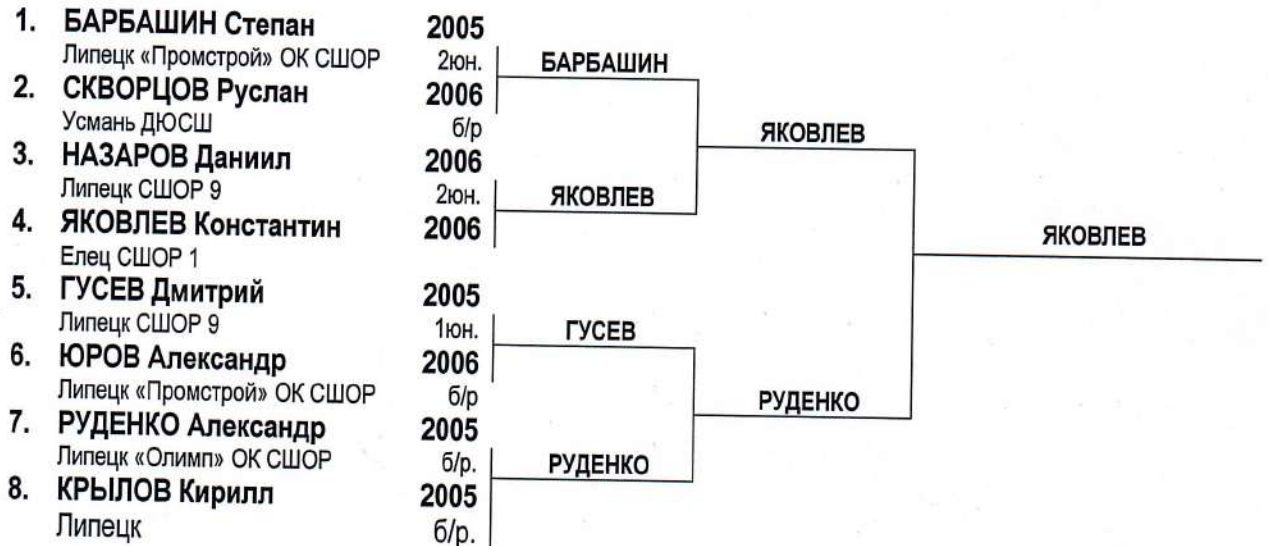 1. БАРБАШИН Степан 2005
Липецк «Промстрой» ОК СШОР 2юн.
2. СКВОРЦОВ Руслан 2006
Усмань ДЮСШ б/р
3. НАЗАРОВ Даниил 2006
Липецк СШОР 9 2юн.
4. ЯКОВЛЕВ Константин 2006
Елец СШОР 1
5. ГУСЕВ Дмитрий 2005
Липецк СШОР 9 1юн.
6. ЮРОВ Александр 2006
Липецк «Промстрой» ОК СШОР б/р
7. РУДЕНКО Александр 2005
Липецк «Олимп» ОК СШОР б/р.
8. КРЫЛОВ Кирилл 2005
Липецк б/р.
БАРБАШИН
ЯКОВЛЕВ
ГУСЕВ
РУДЕНКО
ЯКОВЛЕВ
РУДЕНКО
ЯКОВЛЕВ